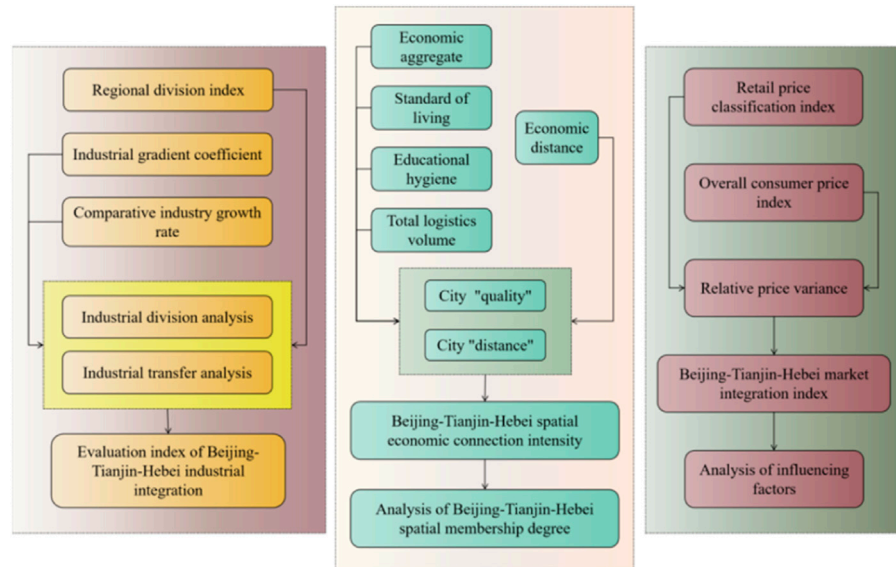 Regional division index
Industrial gradient coefficient
Comparative industry growth
rate
Industrial division analysis
Industrial transfer analysis
Evaluation index of Beijing-
Tianjin-Hebei industrial
integration
Economic
aggregate
Standard of
living
Educational
hygiene
Total logistics
volume
Economic
distance
City "quality"
City "distance"
Beijing-Tianjin-Hebei spatial
economic connection intensity
Analysis of Beijing-Tianjin-Hebei
spatial membership degree
Retail price
classification index
Overall consumer price
index
Relative price variance
Beijing-Tianjin-Hebei market
integration index
Analysis of influencing
factors